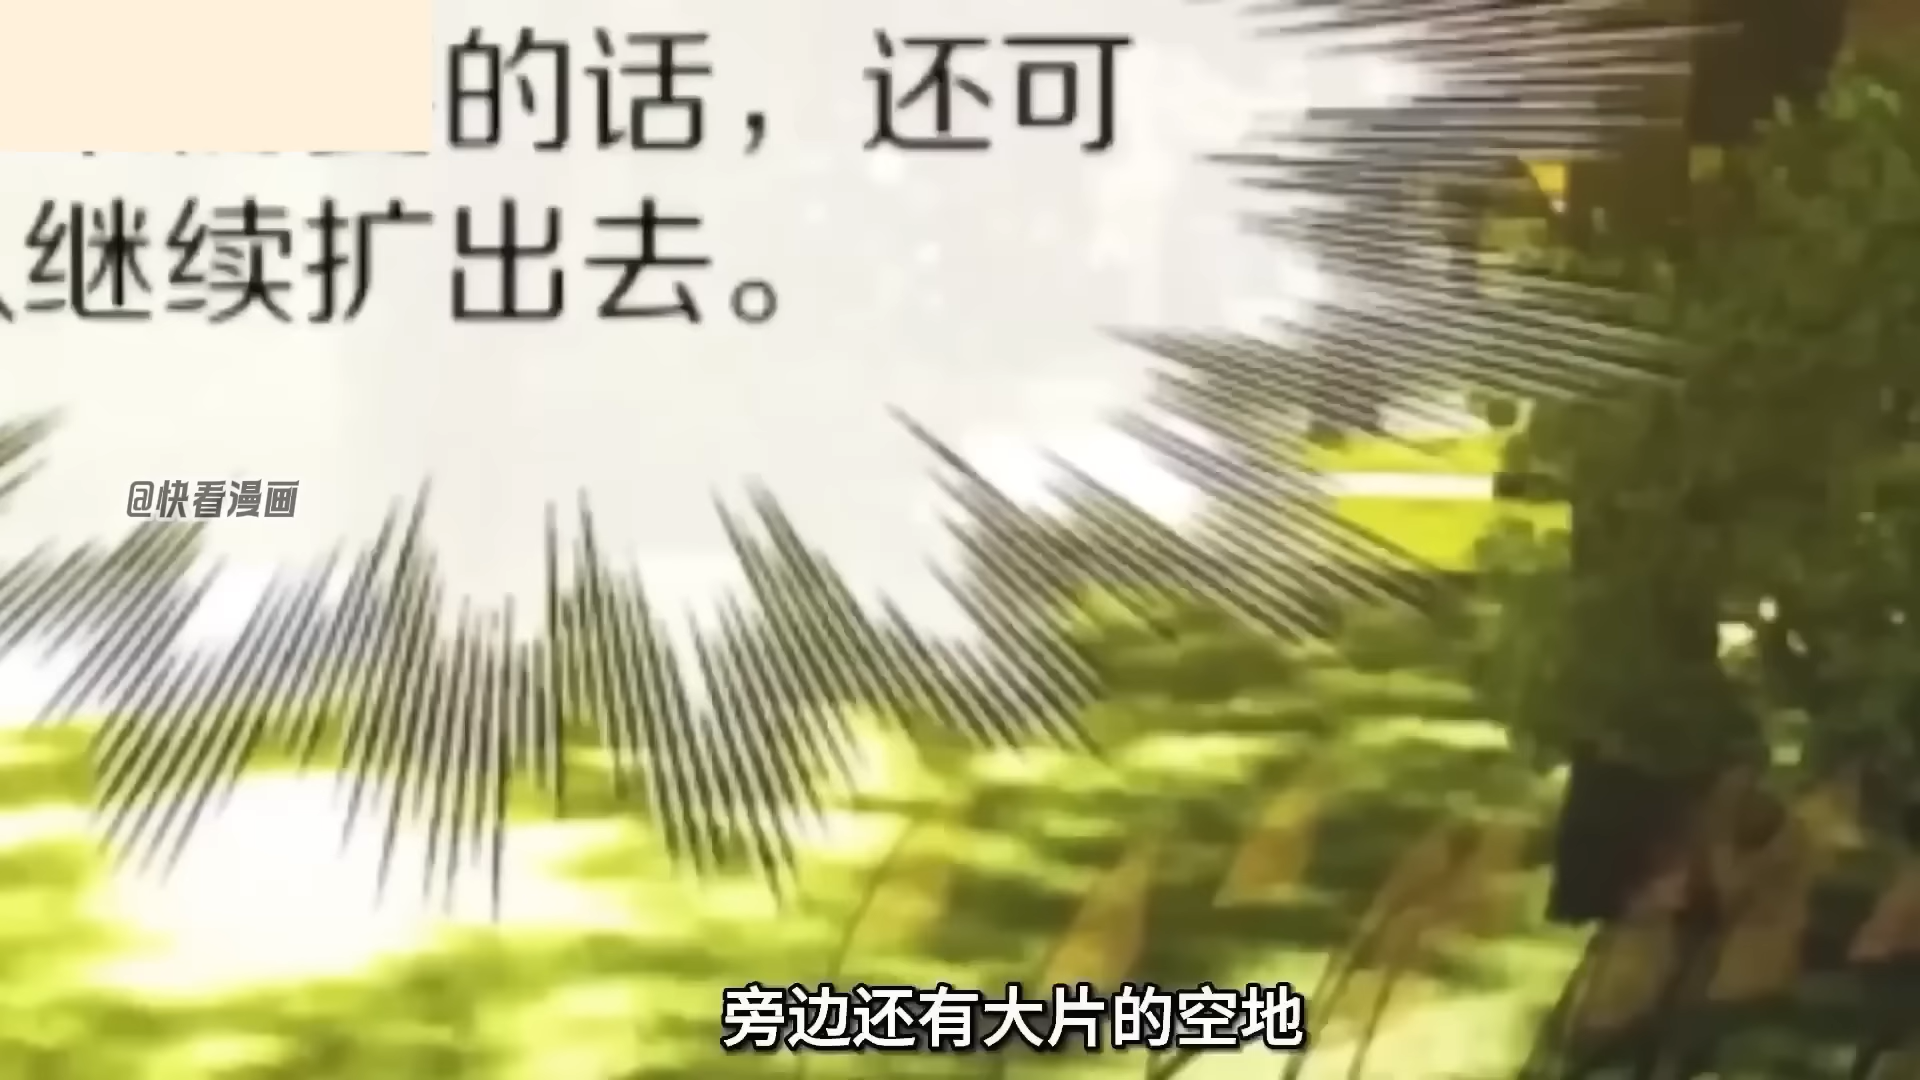 的话，还可
继续扩出去。
@快看漫画
旁边还有大片的空地